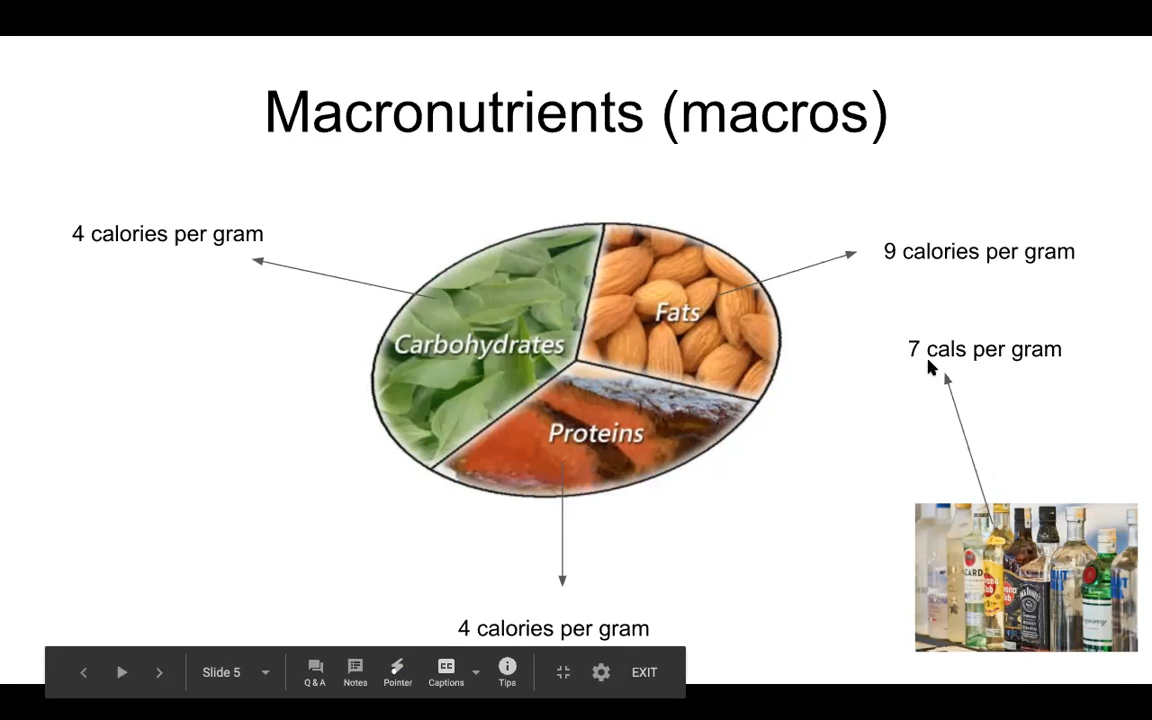 Macronutrients (macros)
4 calories per gram
9 calories per gram
Fats
Carbohydrates
7 cals per gram
Proteins
4 calories per gram
Slide 5
Q & A
Notes
Pointer
CC
Captions
Tips
EXIT